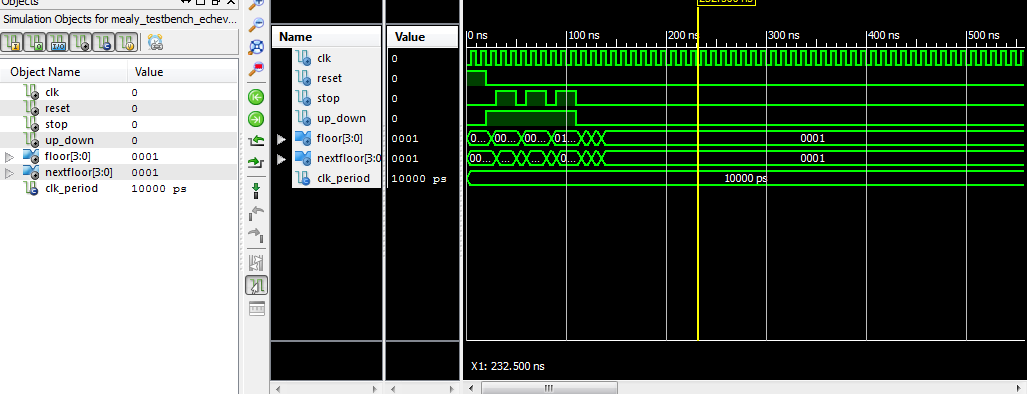 Objects
Simulation Objects for mealy_testbench_echev...
Object Name Value
clk 0
reset 0
stop 0
up_down 0
floor[3:0] 0001
nextfloor[3:0] 0001
clk_period 10000 ps
Name Value
clk 0
reset 0
stop 0
up_down 0
floor[3:0] 0001
nextfloor[3:0 0001
clk_period 10000 ps
232.500 ns
0 ns 100 ns 200 ns 300 ns 400 ns 500 ns
0... 00... 00... 01... 0001
00... ... ... 0... 0001
10000 ps
X1: 232.500 ns